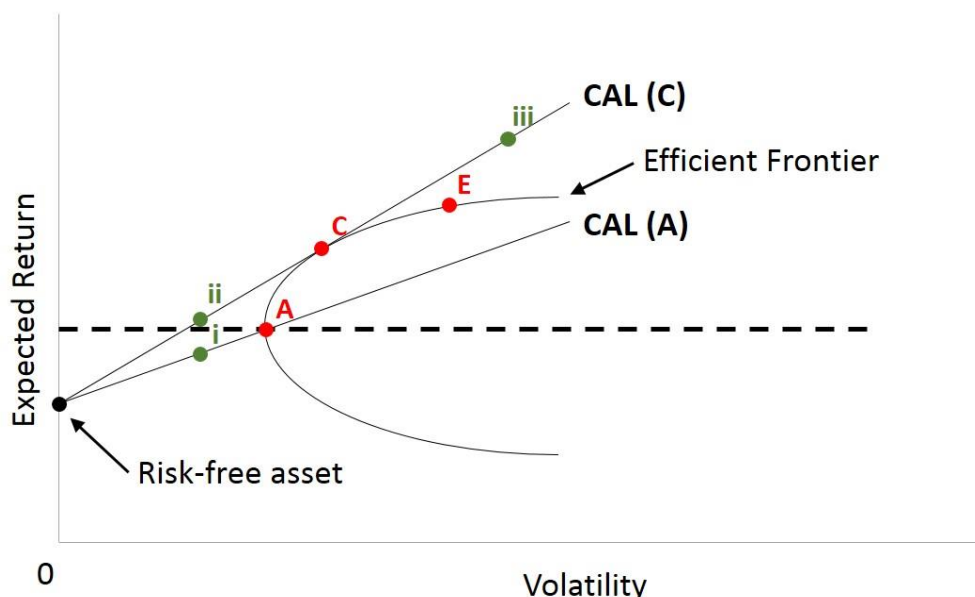 CAL (C)
iii
Efficient Frontier
E
C
CAL (A)
ii
A
i
Expected Return
Risk-free asset
0
Volatility